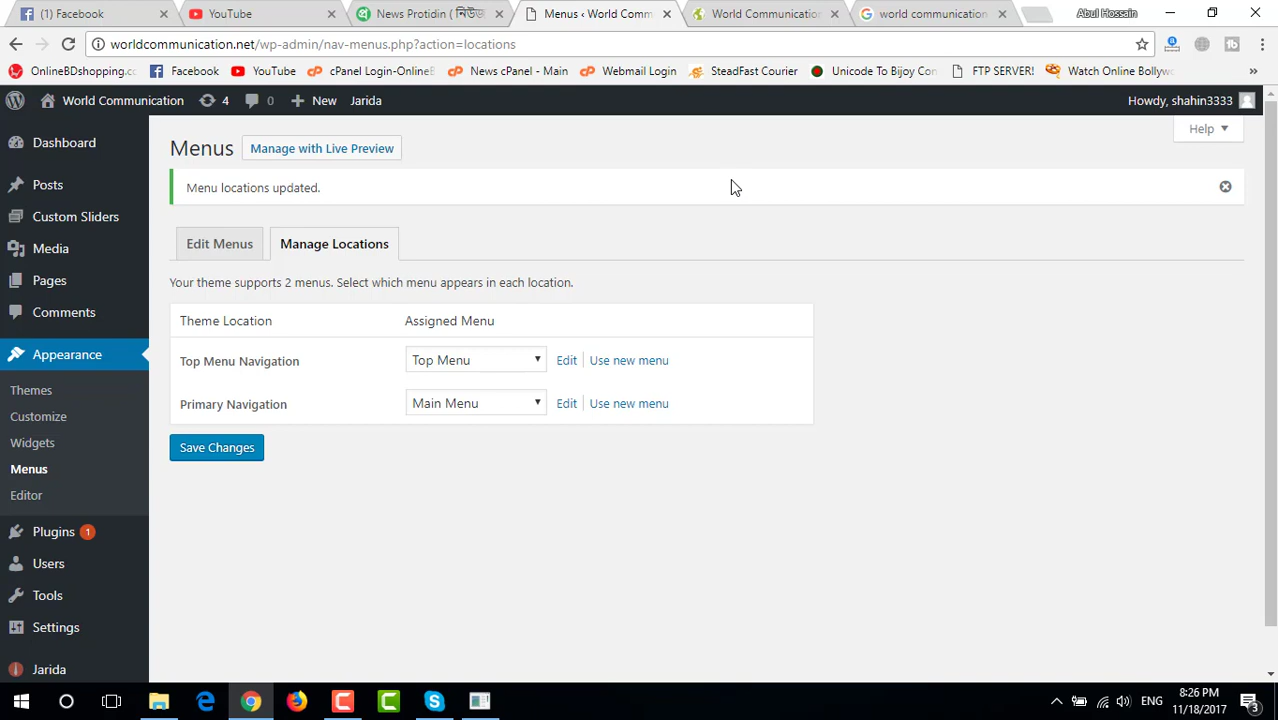 (1) Facebook
YouTube
News Protidin (
Menus ‹ World Comm
World Communication
world communication
Abul Hossain
worldcommunication.net/wp-admin/nav-menus.php?action=locations
OnlineBDshopping.cc
Facebook
YouTube
cPanel Login-OnlineB
News cPanel - Main
Webmail Login
SteadFast Courier
Unicode To Bijoy Con
FTP SERVER!
Watch Online Bollyw
»
World Communication
4
0
New
Jarida
Howdy, shahin3333
Dashboard
Posts
Custom Sliders
Media
Pages
Comments
Appearance
Themes
Customize
Widgets
Menus
Editor
Plugins 1
Users
Tools
Settings
Jarida
Help
Menus
Manage with Live Preview
Menu locations updated.
Edit Menus
Manage Locations
Your theme supports 2 menus. Select which menu appears in each location.
Theme Location
Assigned Menu
Top Menu Navigation
Top Menu
Edit
Use new menu
Primary Navigation
Main Menu
Edit
Use new menu
Save Changes
ENG
8:26 PM
11/18/2017
3